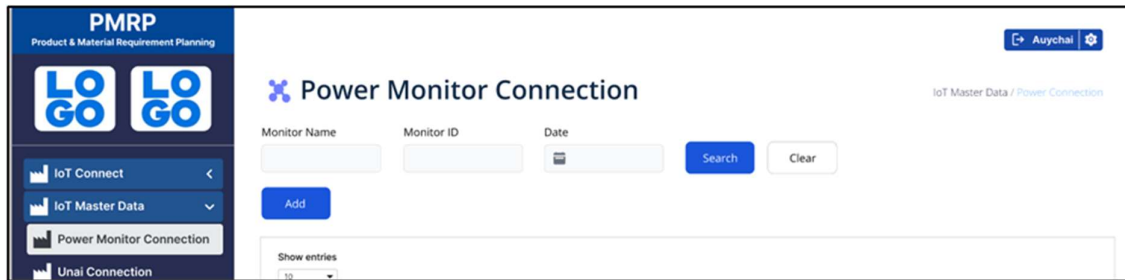 PMRP
Product & Material Requirement Planning
LO
GO
LO
GO
IoT Connect
IoT Master Data
Power Monitor Connection
Unai Connection
Auychai
Power Monitor Connection
IoT Master Data / Power Connection
Monitor Name Monitor ID Date
Search Clear
Add
Show entries
10